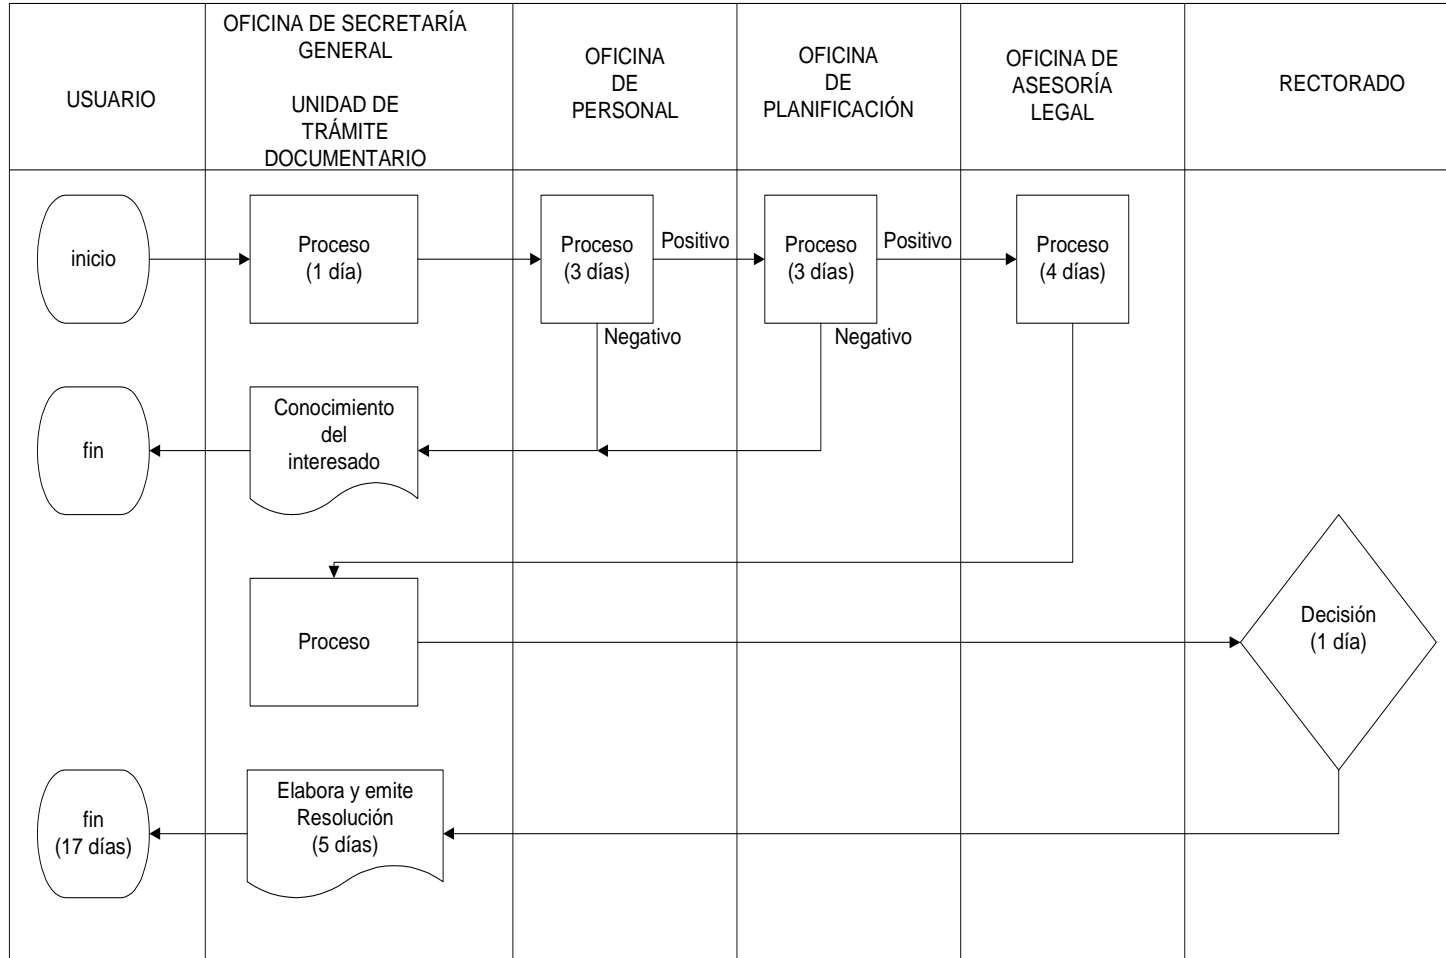 USUARIO
OFICINA DE SECRETARÍA
GENERAL
UNIDAD DE
TRÁMITE
DOCUMENTARIO
OFICINA
DE
PERSONAL
OFICINA
DE
PLANIFICACIÓN
OFICINA DE
ASESORÍA
LEGAL
RECTORADO
inicio
Proceso
(1 día)
Proceso
(3 días)
Positivo
Proceso
(3 días)
Positivo
Proceso
(4 días)
Negativo
Negativo
fin
Conocimiento
del
interesado
Proceso
Decisión
(1 día)
fin
(17 días)
Elabora y emite
Resolución
(5 días)